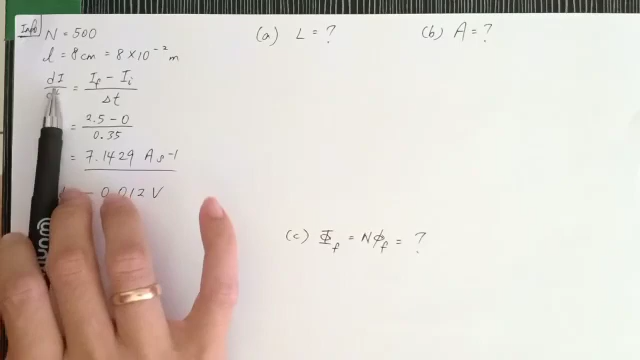 Info N = 500
l = 8 cm = 8 × 10⁻² m
dI = I_f − I_i
Δt
= 2.5 − 0
0.35
= 7.1429 A s⁻¹
− 0.012 V
(a) L = ?
(b) A = ?
(c) Φ_f = Nϕ_f = ?